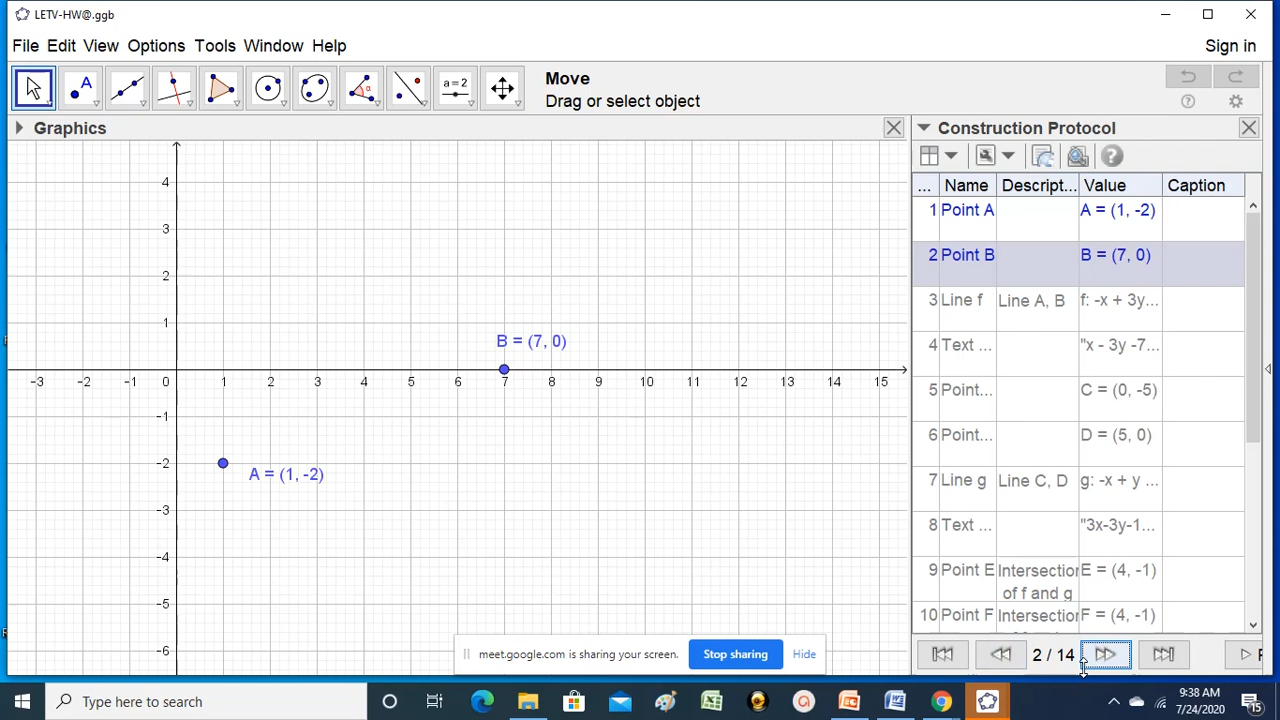 LETV-HW@.ggb
File Edit View Options Tools Window Help Sign in
A α a=2
Move
Drag or select object
Graphics
Construction Protocol
... Name Descript... Value Caption
1 Point A A = (1, -2)
2 Point B B = (7, 0)
3 Line f Line A, B f: -x + 3y...
4 Text ... "x - 3y -7...
5 Point... C = (0, -5)
6 Point... D = (5, 0)
7 Line g Line C, D g: -x + y ...
8 Text ... "3x-3y-1...
9 Point E Intersection of f and g E = (4, -1)
10 Point F Intersection F = (4, -1)
4
3
2
1
B = (7, 0)
-3 -2 -1 0 1 2 3 4 5 6 7 8 9 10 11 12 13 14 15
-1
-2
A = (1, -2)
-3
-4
-5
-6
meet.google.com is sharing your screen. Stop sharing Hide
2 / 14
Type here to search
9:38 AM
7/24/2020
15